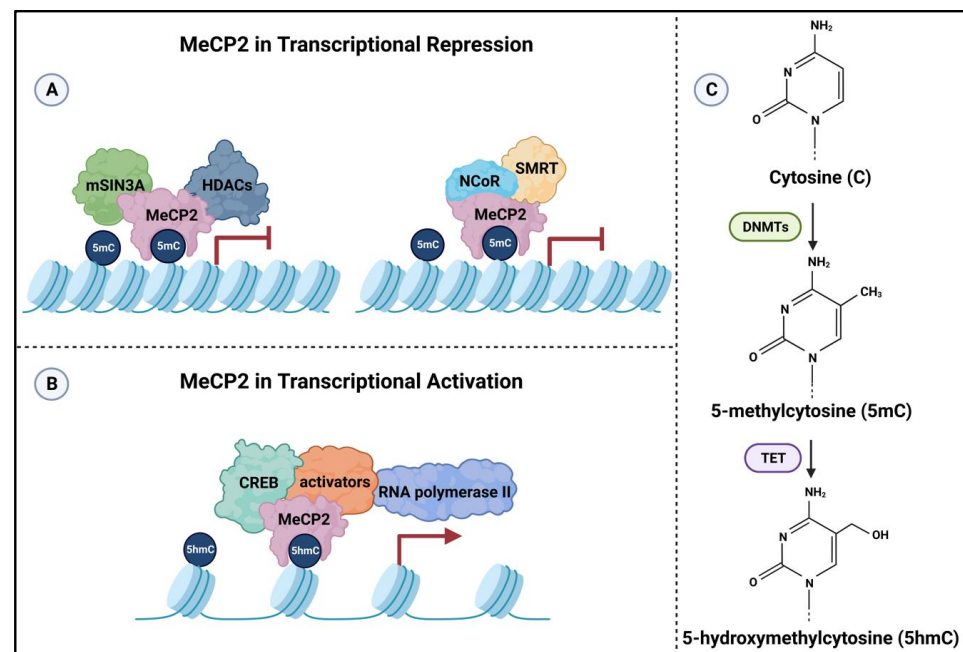 MeCP2 in Transcriptional Repression
A
mSIN3A
HDACs
MeCP2
5mC
5mC
NCoR
SMRT
MeCP2
5mC
5mC
MeCP2 in Transcriptional Activation
B
CREB
activators
RNA polymerase II
MeCP2
5hmC
5hmC
C
NH₂
N
O
N
Cytosine (C)
DNMTs
NH₂
CH₃
N
O
N
5-methylcytosine (5mC)
TET
NH₂
N
OH
O
N
5-hydroxymethylcytosine (5hmC)